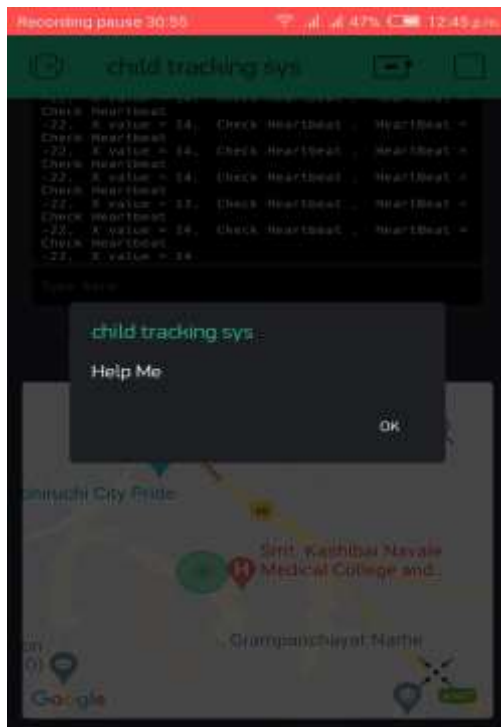 Recording pause 30:55 47% 12:45 p.m.
child tracking sys
Check Heartbeat
-22, X value = 14, Check Heartbeat , HeartBeat =
Check Heartbeat
-22, X value = 14, Check Heartbeat , HeartBeat =
Check Heartbeat
-22, X value = 14, Check Heartbeat , HeartBeat =
Check Heartbeat
-22, X value = 13, Check Heartbeat , HeartBeat =
Check Heartbeat
-22, X value = 14, Check Heartbeat , HeartBeat =
Check Heartbeat
-22, X value = 14
Type here
child tracking sys
Help Me
OK
City Pride
Smt. Kashibai Navale
Medical College and...
Grampanchayat Narhe
Google